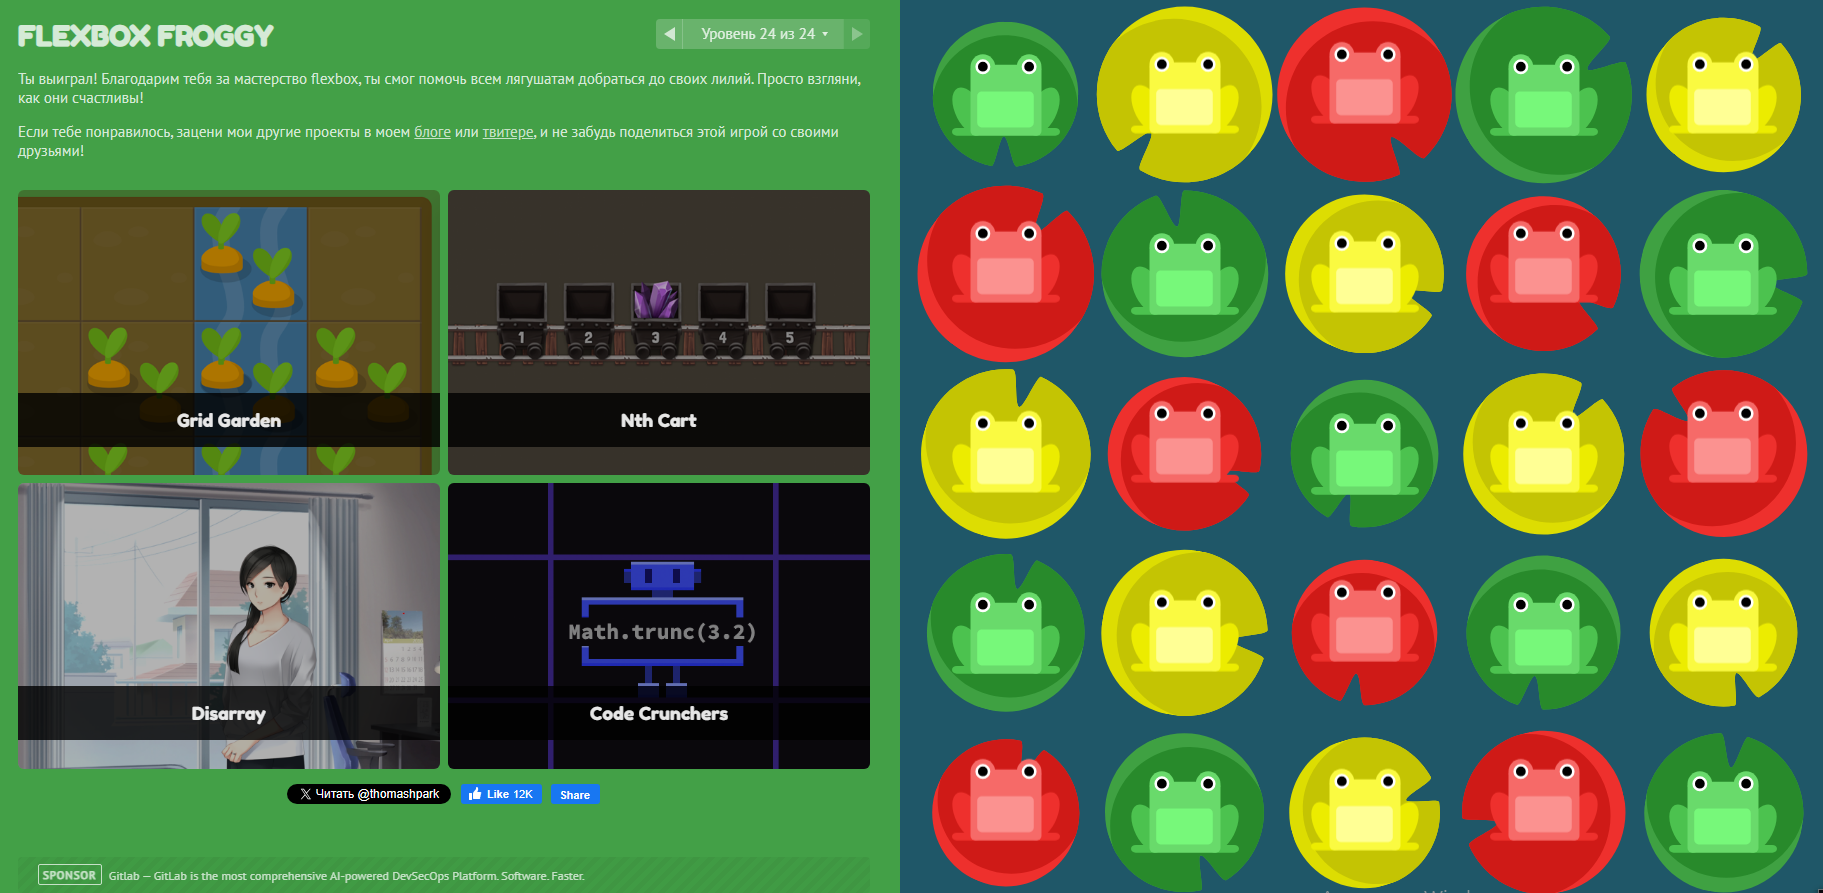 FLEXBOX FROGGY
Уровень 24 из 24
Ты выиграл! Благодарим тебя за мастерство flexbox, ты смог помочь всем лягушатам добраться до своих лилий. Просто взгляни,
как они счастливы!
Если тебе понравилось, зацени мои другие проекты в моем блоге или твитере, и не забудь поделиться этой игрой со своими
друзьями!
1 2 3 4 5
Grid Garden
Nth Cart
Math.trunc(3.2)
Disarray
Code Crunchers
Читать @thomashpark
Like 12K
Share
SPONSOR
Gitlab — GitLab is the most comprehensive AI-powered DevSecOps Platform. Software. Faster.